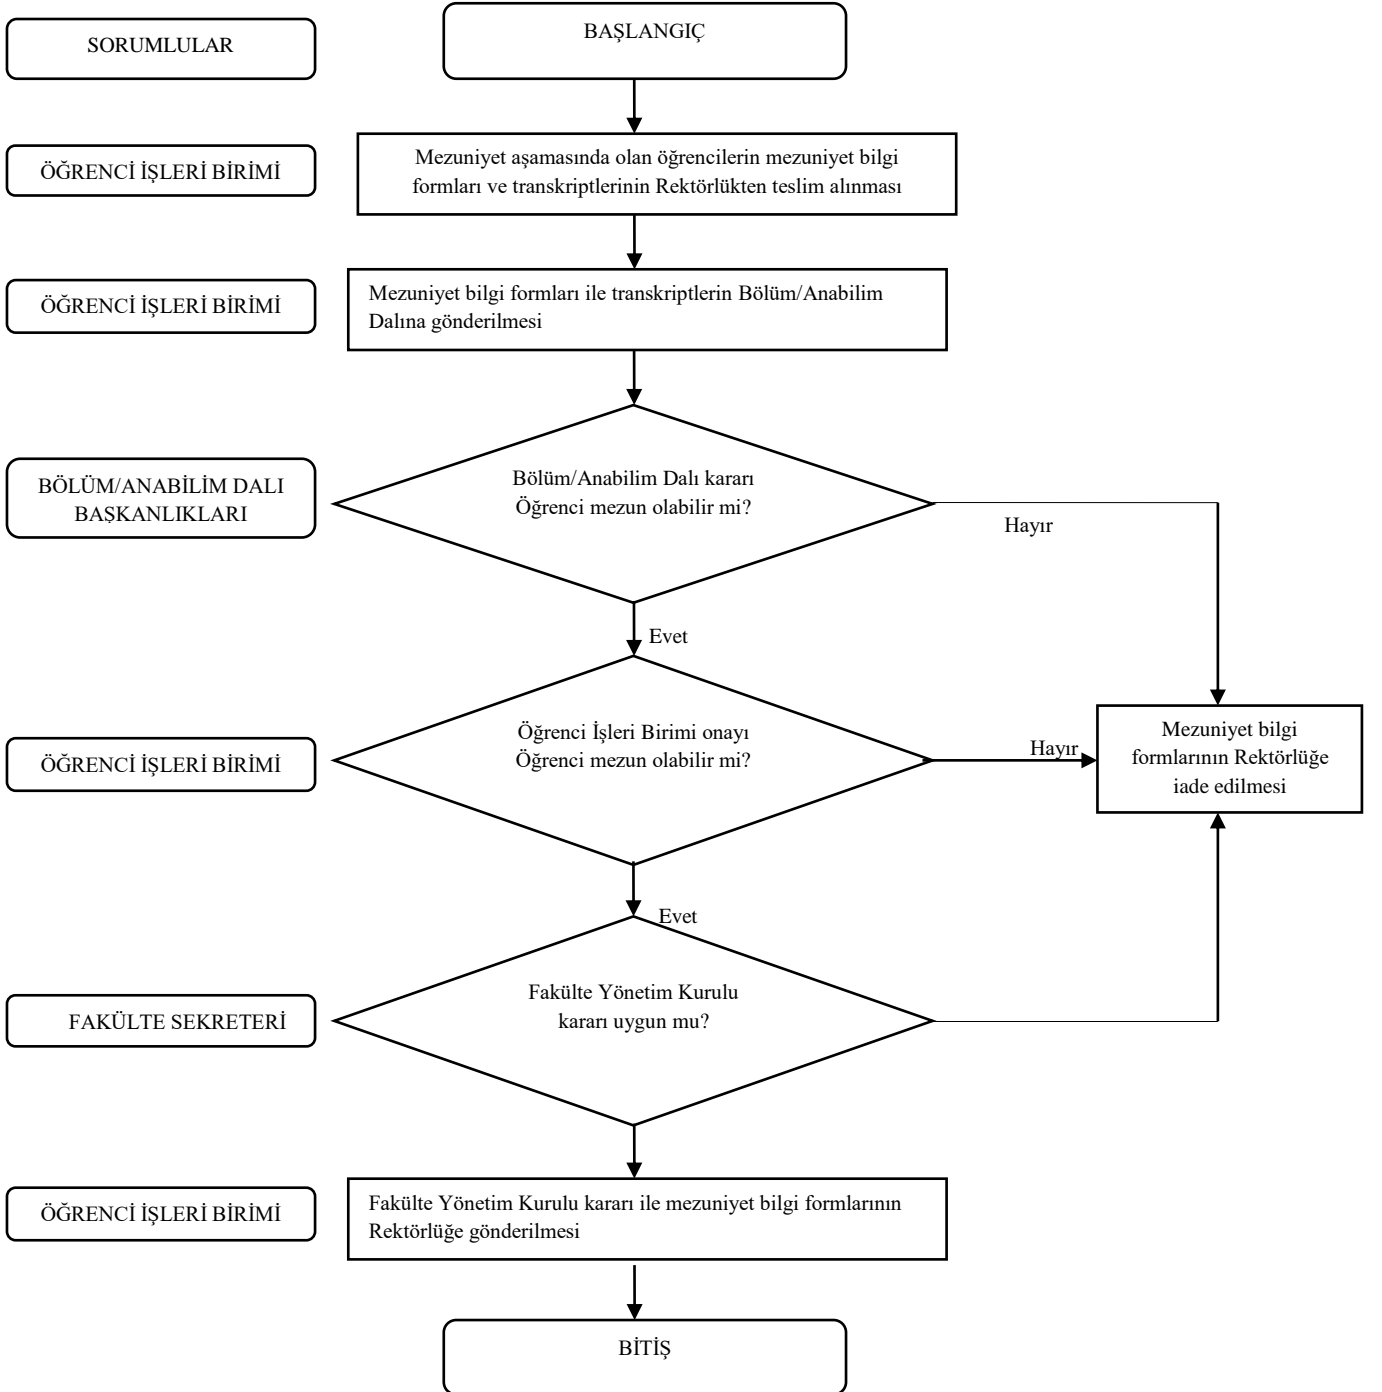 SORUMLULAR
BAŞLANGIÇ
ÖĞRENCİ İŞLERİ BİRİMİ
Mezuniyet aşamasında olan öğrencilerin mezuniyet bilgi
formları ve transkriptlerinin Rektörlükten teslim alınması
ÖĞRENCİ İŞLERİ BİRİMİ
Mezuniyet bilgi formları ile transkriptlerin Bölüm/Anabilim
Dalına gönderilmesi
BÖLÜM/ANABİLİM DALI
BAŞKANLIKLARI
Bölüm/Anabilim Dalı kararı
Öğrenci mezun olabilir mi?
Hayır
Evet
ÖĞRENCİ İŞLERİ BİRİMİ
Öğrenci İşleri Birimi onayı
Öğrenci mezun olabilir mi?
Hayır
Mezuniyet bilgi
formlarının Rektörlüğe
iade edilmesi
Evet
FAKÜLTE SEKRETERİ
Fakülte Yönetim Kurulu
kararı uygun mu?
ÖĞRENCİ İŞLERİ BİRİMİ
Fakülte Yönetim Kurulu kararı ile mezuniyet bilgi formlarının
Rektörlüğe gönderilmesi
BİTİŞ